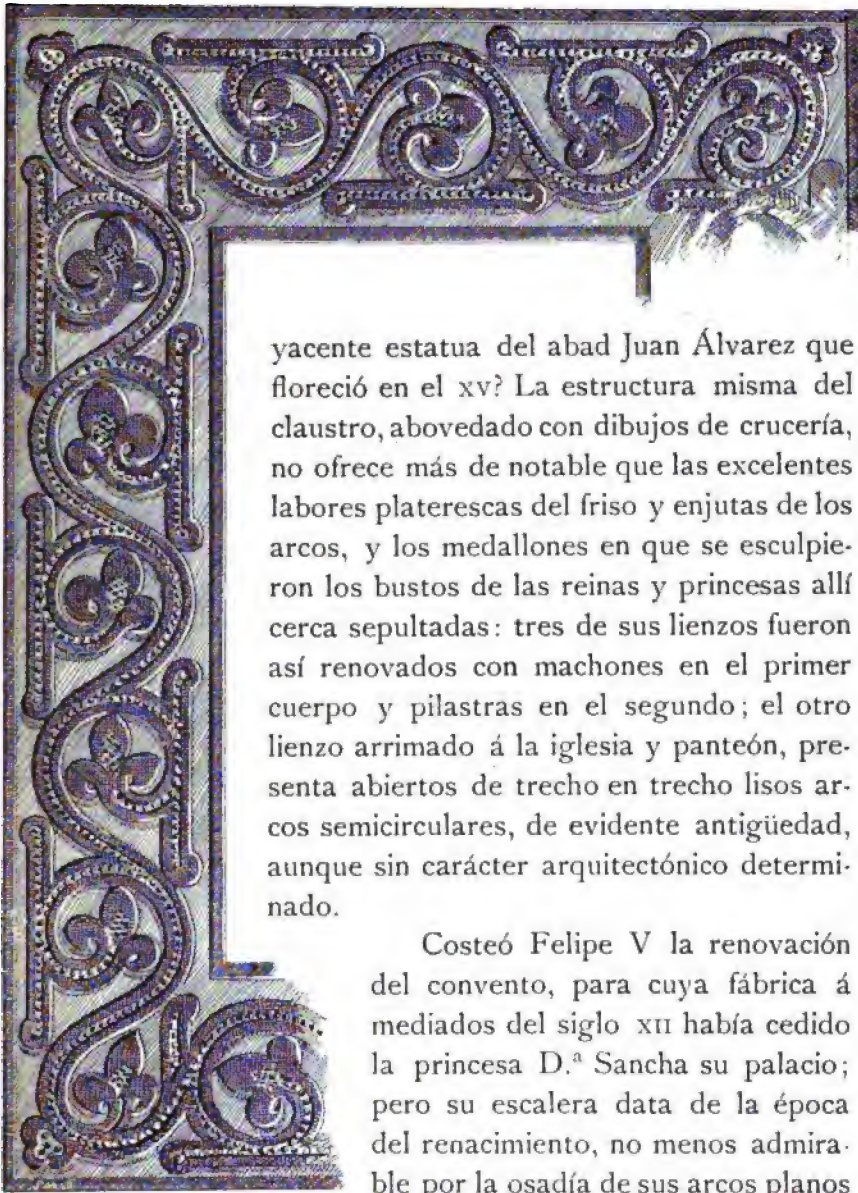 yacente estatua del abad Juan Álvarez que
floreció en el xv? La estructura misma del
claustro, abovedado con dibujos de crucería,
no ofrece más de notable que las excelentes
labores platerescas del friso y enjutas de los
arcos, y los medallones en que se esculpie-
ron los bustos de las reinas y princesas allí
cerca sepultadas: tres de sus lienzos fueron
así renovados con machones en el primer
cuerpo y pilastras en el segundo; el otro
lienzo arrimado á la iglesia y panteón, pre-
senta abiertos de trecho en trecho lisos ar-
cos semicirculares, de evidente antigüedad,
aunque sin carácter arquitectónico determi-
nado.
Costeó Felipe V la renovación
del convento, para cuya fábrica á
mediados del siglo xii había cedido
la princesa D.ª Sancha su palacio;
pero su escalera data de la época
del renacimiento, no menos admira-
ble por la osadía de sus arcos planos